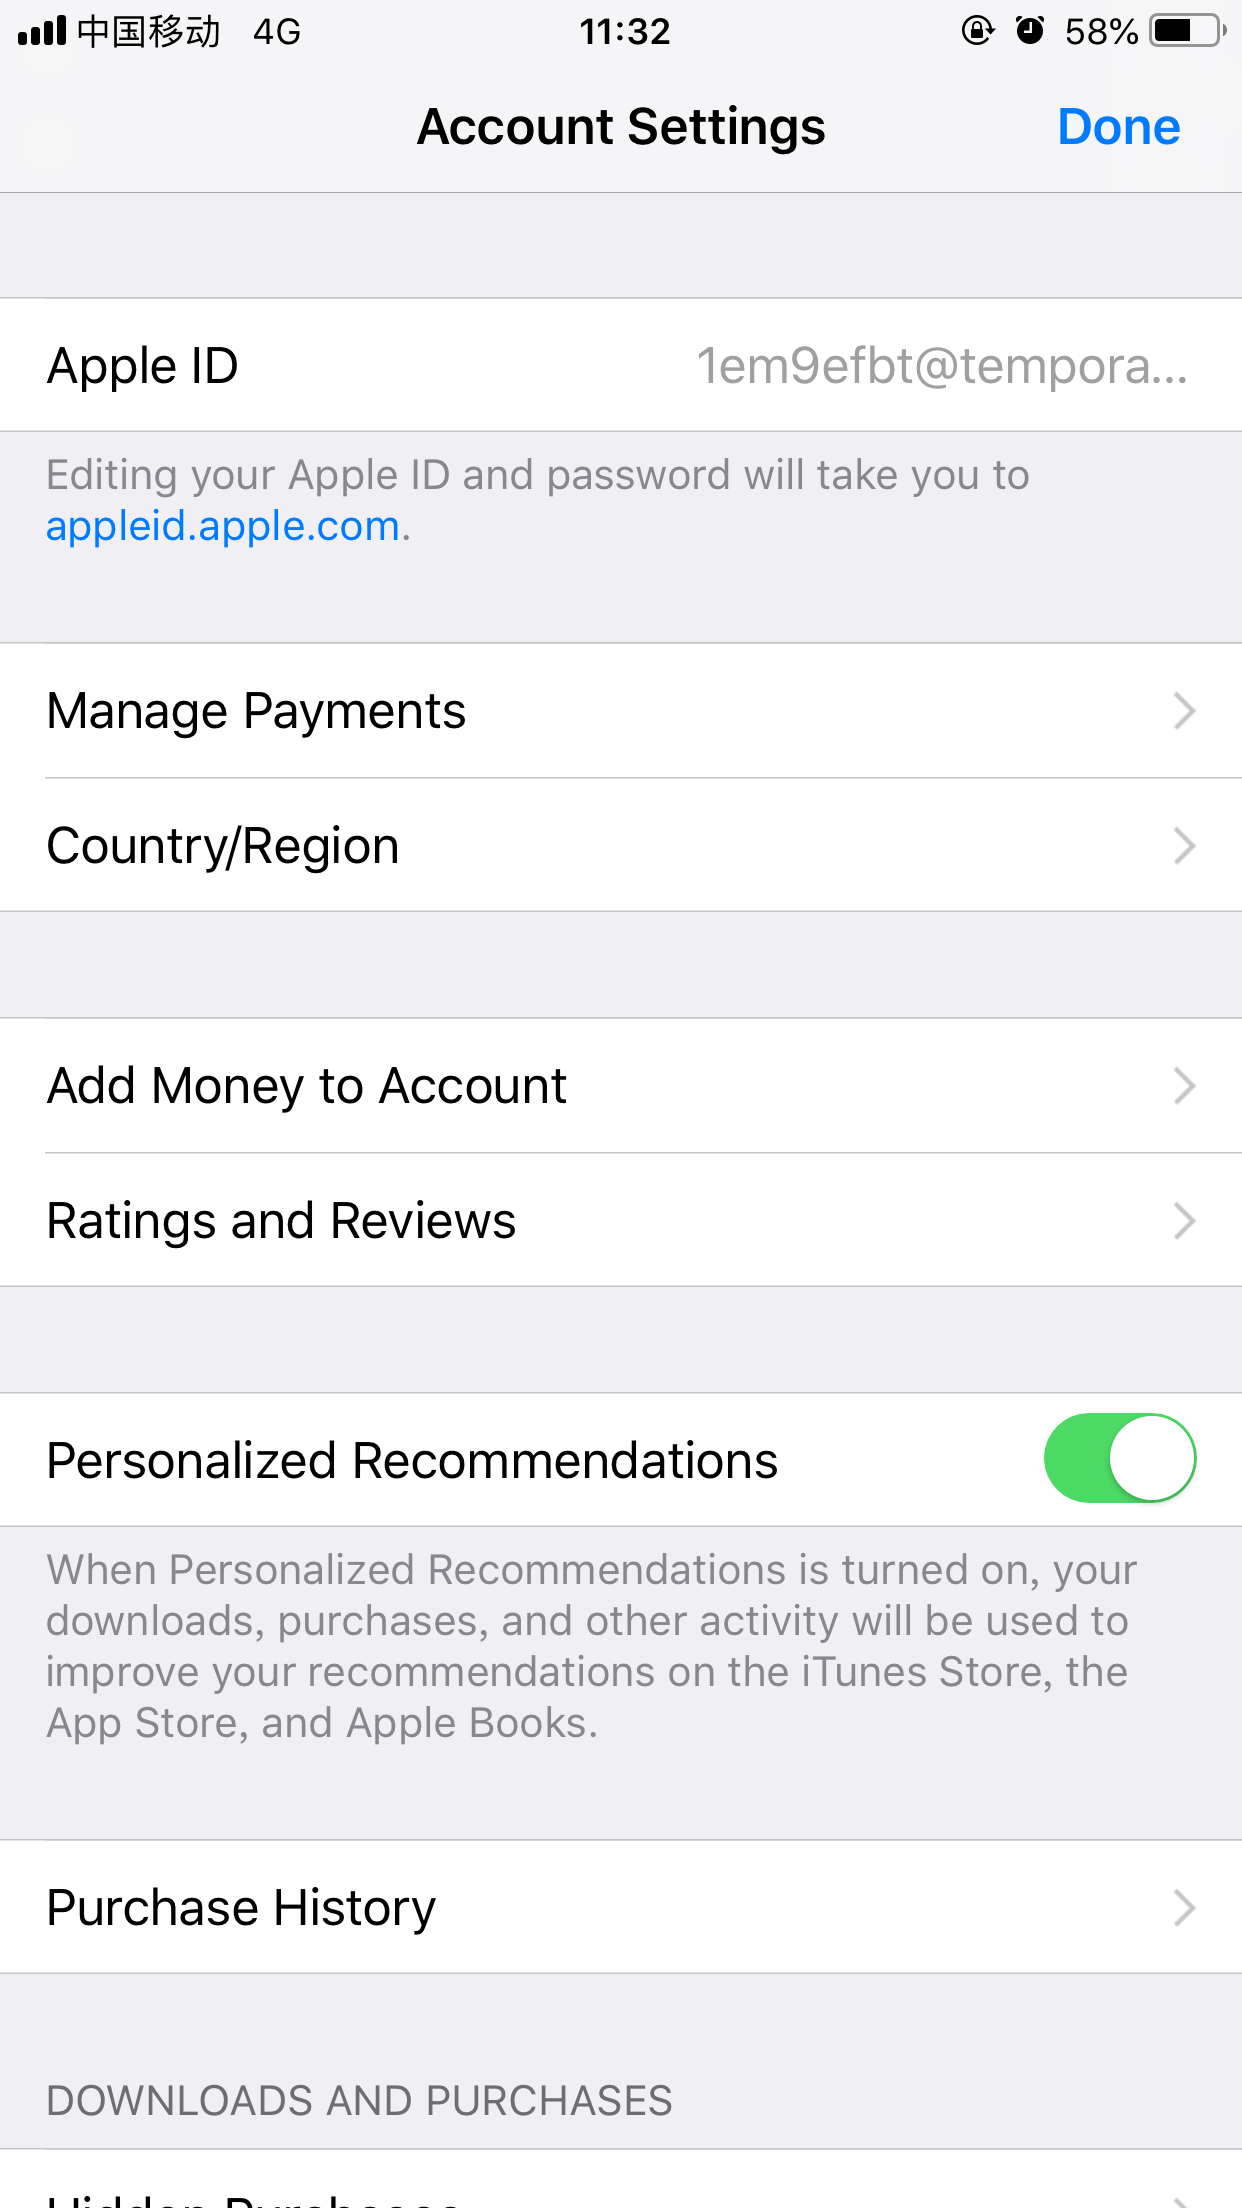 中国移动 4G 11:32 58%
Account Settings Done
Apple ID 1em9efbt@tempora...
Editing your Apple ID and password will take you to
appleid.apple.com.
Manage Payments
Country/Region
Add Money to Account
Ratings and Reviews
Personalized Recommendations
When Personalized Recommendations is turned on, your
downloads, purchases, and other activity will be used to
improve your recommendations on the iTunes Store, the
App Store, and Apple Books.
Purchase History
DOWNLOADS AND PURCHASES
Hidden Purchases